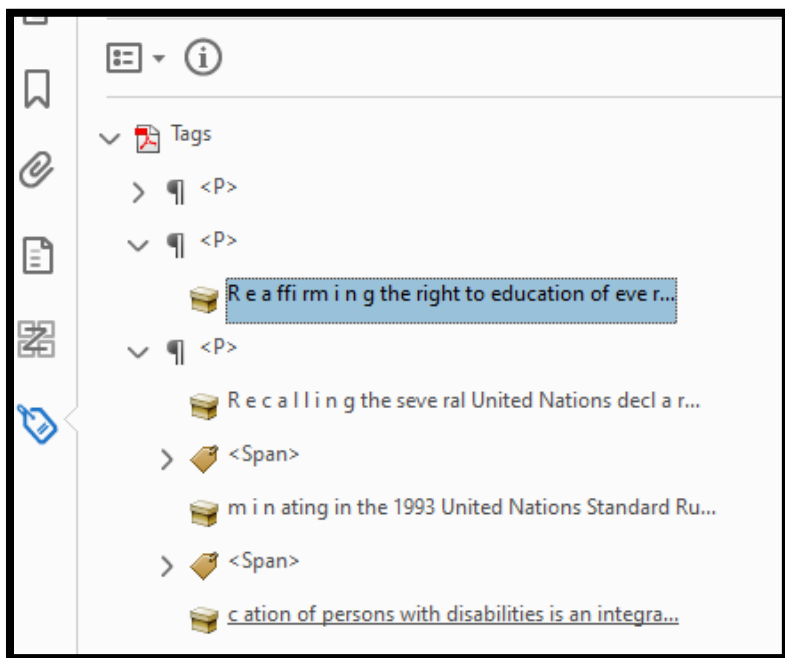 Tags
<P>
<P>
R e a ffi rm i n g the right to education of eve r...
<P>
R e c a l l i n g the seve ral United Nations decl a r...
<Span>
m i n ating in the 1993 United Nations Standard Ru...
<Span>
c ation of persons with disabilities is an integra...